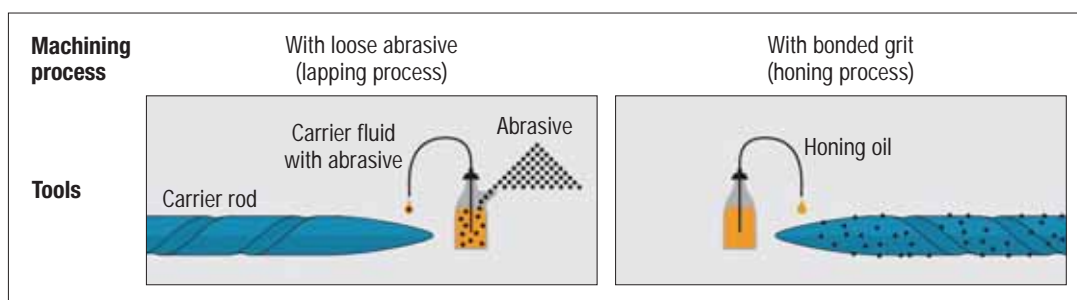 Machining
process
With loose abrasive
(lapping process)
With bonded grit
(honing process)
Tools
Carrier rod
Carrier fluid
with abrasive
Abrasive
Honing oil